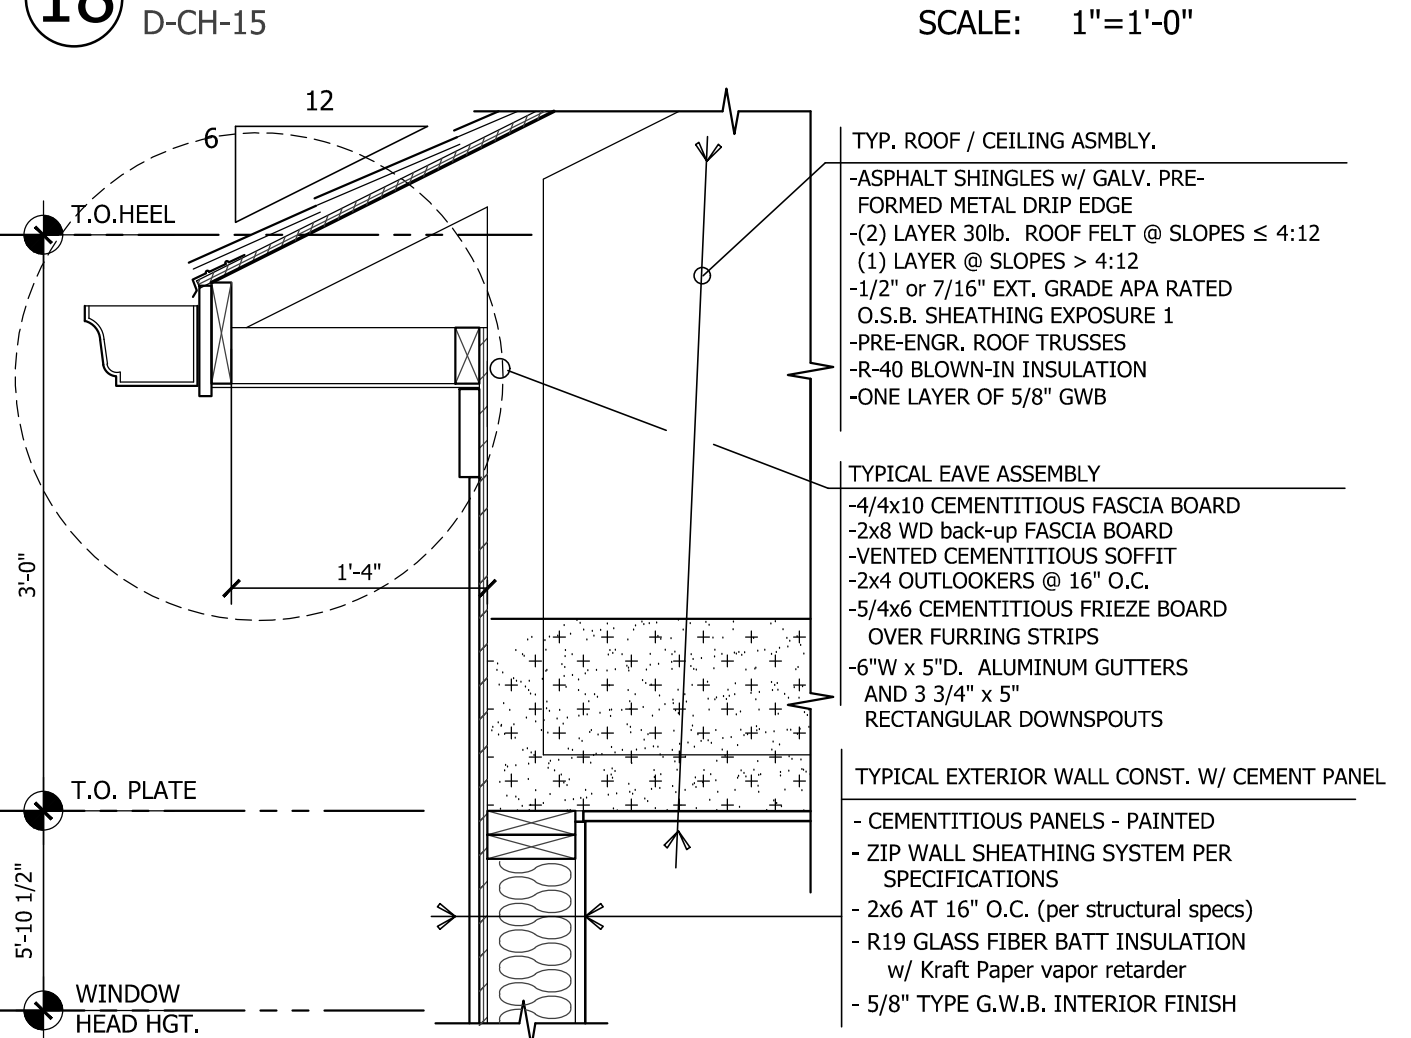 18
D-CH-15
SCALE: 1"=1'-0"
12
6
T.O.HEEL
3'-0"
1'-4"
T.O. PLATE
5'-10 1/2"
WINDOW
HEAD HGT.
TYP. ROOF / CEILING ASMBLY.
-ASPHALT SHINGLES w/ GALV. PRE-
FORMED METAL DRIP EDGE
-(2) LAYER 30lb. ROOF FELT @ SLOPES ≤ 4:12
(1) LAYER @ SLOPES > 4:12
-1/2" or 7/16" EXT. GRADE APA RATED
O.S.B. SHEATHING EXPOSURE 1
-PRE-ENGR. ROOF TRUSSES
-R-40 BLOWN-IN INSULATION
-ONE LAYER OF 5/8" GWB
TYPICAL EAVE ASSEMBLY
-4/4x10 CEMENTITIOUS FASCIA BOARD
-2x8 WD back-up FASCIA BOARD
-VENTED CEMENTITIOUS SOFFIT
-2x4 OUTLOOKERS @ 16" O.C.
-5/4x6 CEMENTITIOUS FRIEZE BOARD
OVER FURRING STRIPS
-6"W x 5"D. ALUMINUM GUTTERS
AND 3 3/4" x 5"
RECTANGULAR DOWNSPOUTS
TYPICAL EXTERIOR WALL CONST. W/ CEMENT PANEL
- CEMENTITIOUS PANELS - PAINTED
- ZIP WALL SHEATHING SYSTEM PER
SPECIFICATIONS
- 2x6 AT 16" O.C. (per structural specs)
- R19 GLASS FIBER BATT INSULATION
w/ Kraft Paper vapor retarder
- 5/8" TYPE G.W.B. INTERIOR FINISH